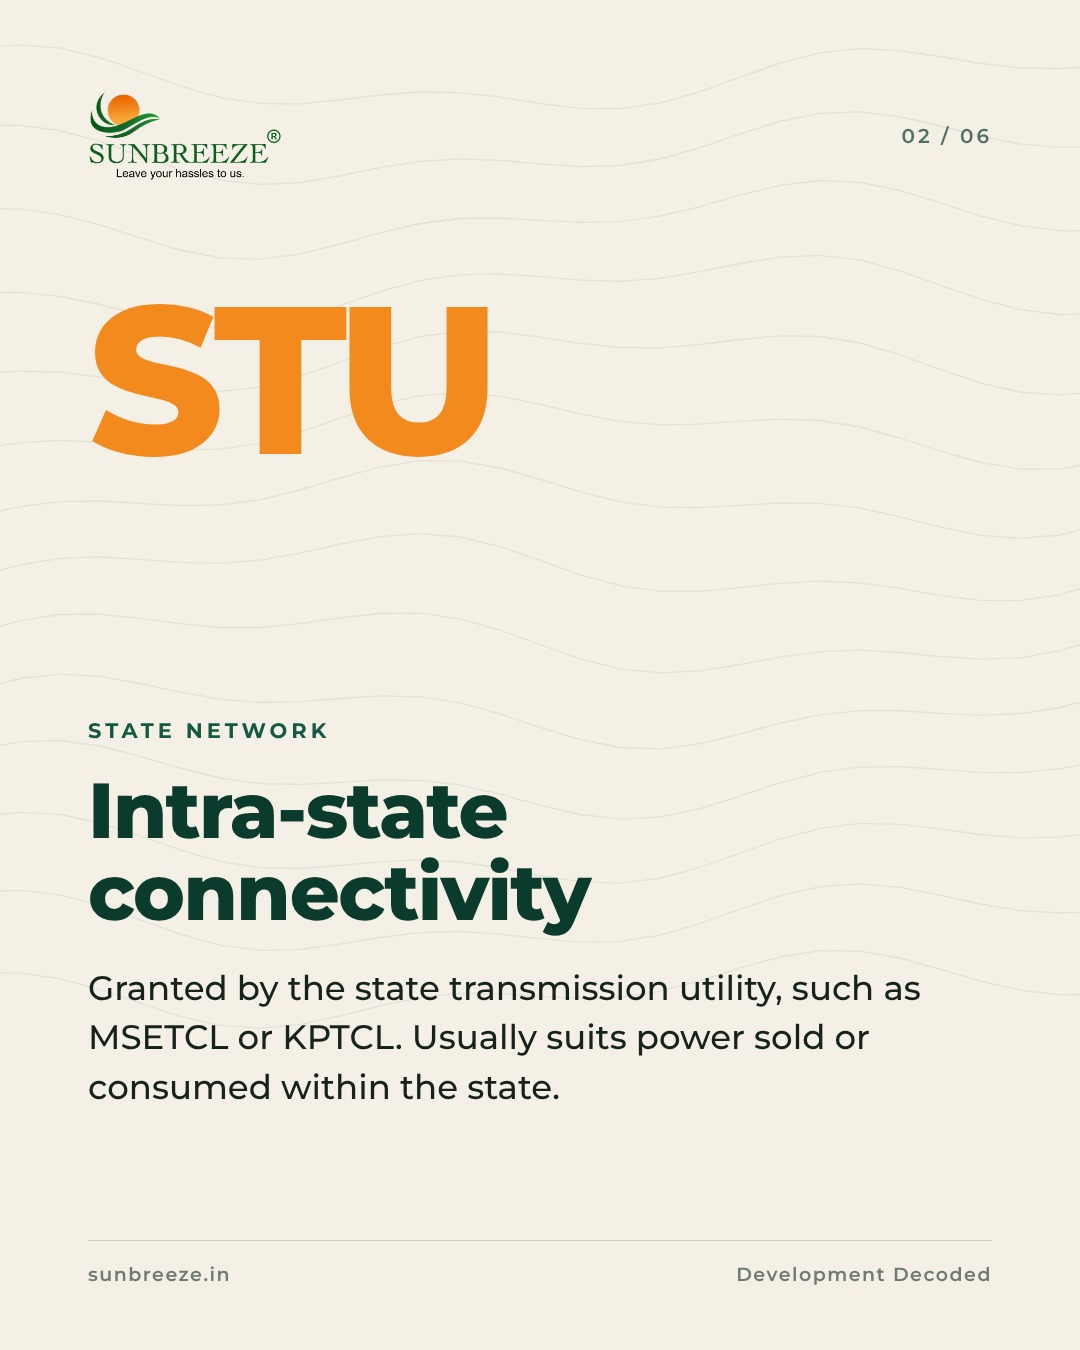 SUNBREEZE®
Leave your hassles to us.
02 / 06
STU
STATE NETWORK
Intra-state
connectivity
Granted by the state transmission utility, such as
MSETCL or KPTCL. Usually suits power sold or
consumed within the state.
sunbreeze.in
Development Decoded